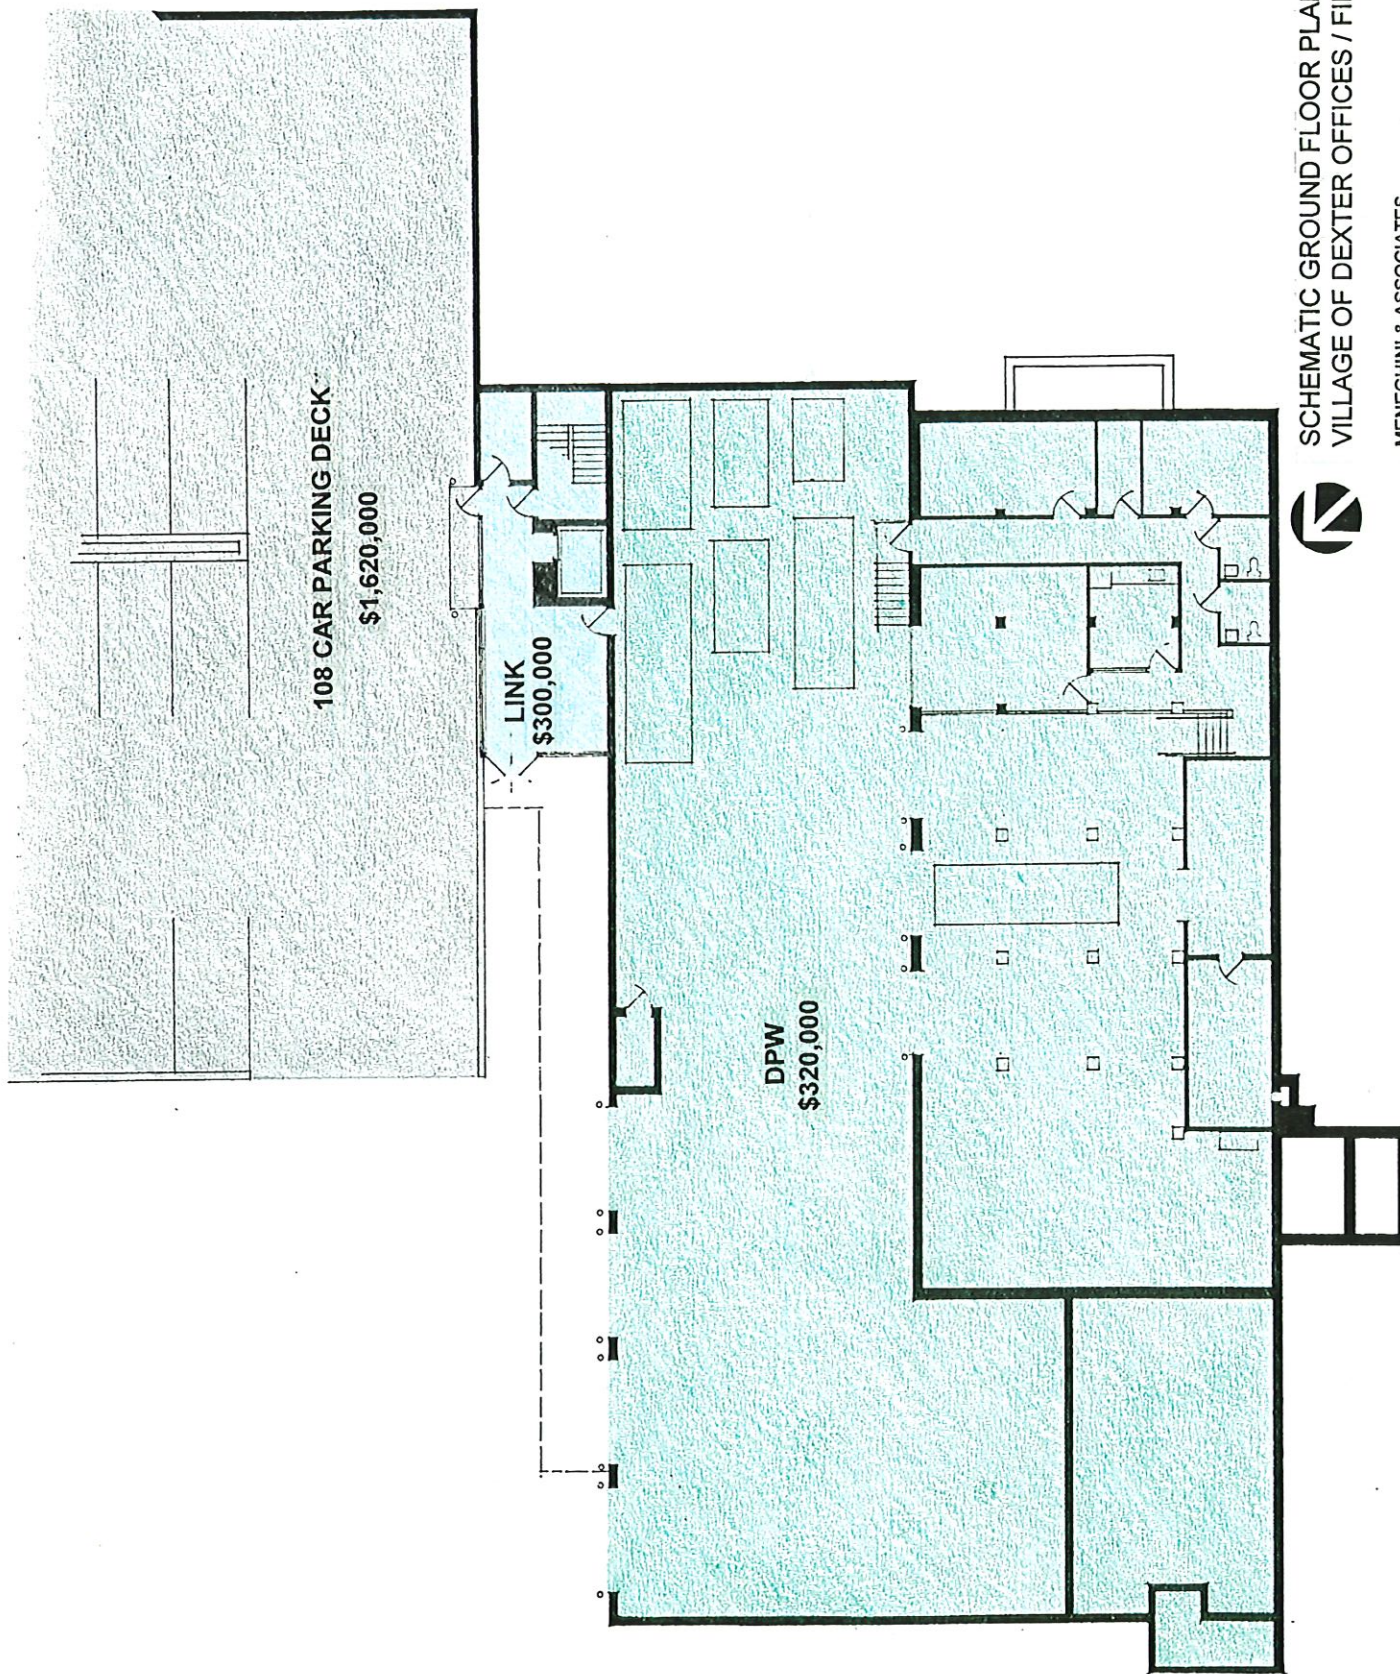 108 CAR PARKING DECK
$1,620,000
LINK
$300,000
DPW
$320,000
SCHEMATIC GROUND FLOOR PLA
VILLAGE OF DEXTER OFFICES /